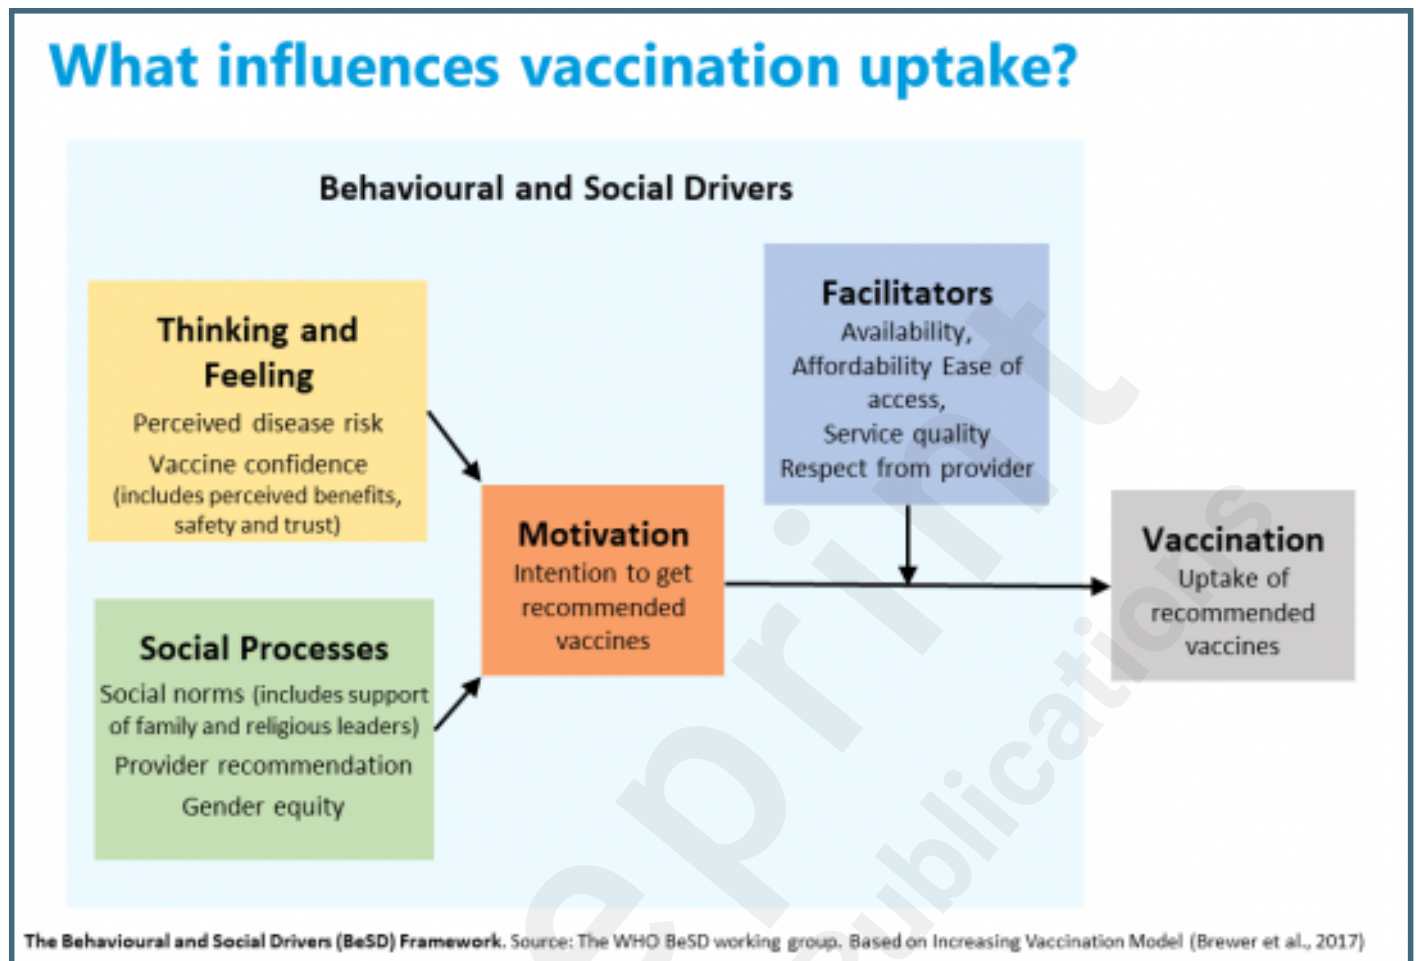 What influences vaccination uptake?
Behavioural and Social Drivers
Thinking and
Feeling
Perceived disease risk
Vaccine confidence
(includes perceived benefits,
safety and trust)
Social Processes
Social norms (includes support
of family and religious leaders)
Provider recommendation
Gender equity
Motivation
Intention to get
recommended
vaccines
Facilitators
Availability,
Affordability Ease of
access,
Service quality
Respect from provider
Vaccination
Uptake of
recommended
vaccines
The Behavioural and Social Drivers (BeSD) Framework. Source: The WHO BeSD working group. Based on Increasing Vaccination Model (Brewer et al., 2017)
eprint
ublications